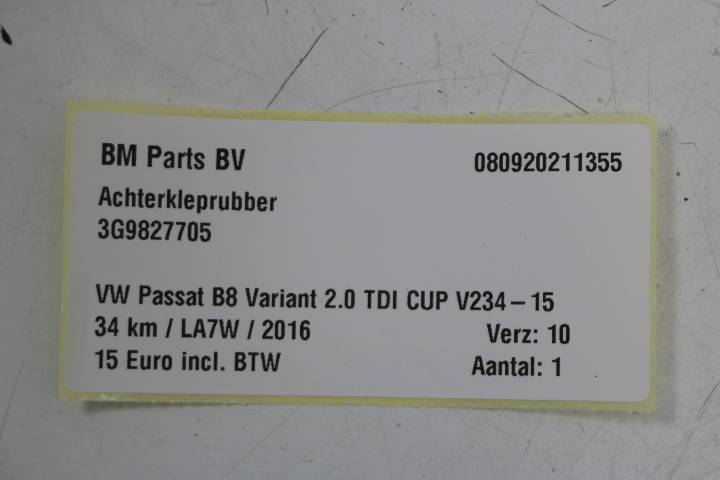 BM Parts BV 080920211355
Achterkleprubber
3G9827705
VW Passat B8 Variant 2.0 TDI CUP V234 – 15
34 km / LA7W / 2016 Verz: 10
15 Euro incl. BTW Aantal: 1